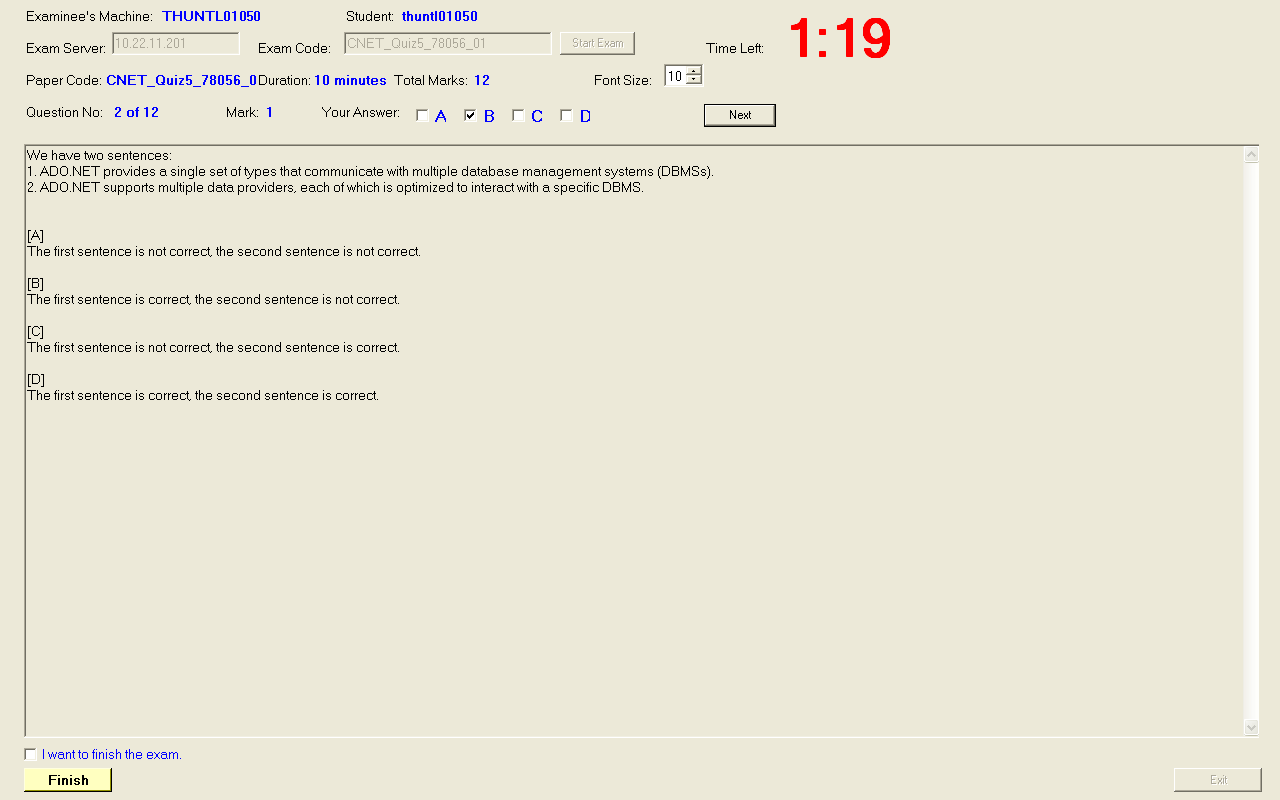 Examinee's Machine: THUNTL01050 Student: thuntl01050
Exam Server: 10.22.11.201 Exam Code: CNET_Quiz5_78056_01 Start Exam Time Left: 1:19
Paper Code: CNET_Quiz5_78056_0 Duration: 10 minutes Total Marks: 12 Font Size: 10
Question No: 2 of 12 Mark: 1 Your Answer: A B C D Next
We have two sentences:
1. ADO.NET provides a single set of types that communicate with multiple database management systems (DBMSs).
2. ADO.NET supports multiple data providers, each of which is optimized to interact with a specific DBMS.
[A]
The first sentence is not correct, the second sentence is not correct.
[B]
The first sentence is correct, the second sentence is not correct.
[C]
The first sentence is not correct, the second sentence is correct.
[D]
The first sentence is correct, the second sentence is correct.
I want to finish the exam.
Finish Exit